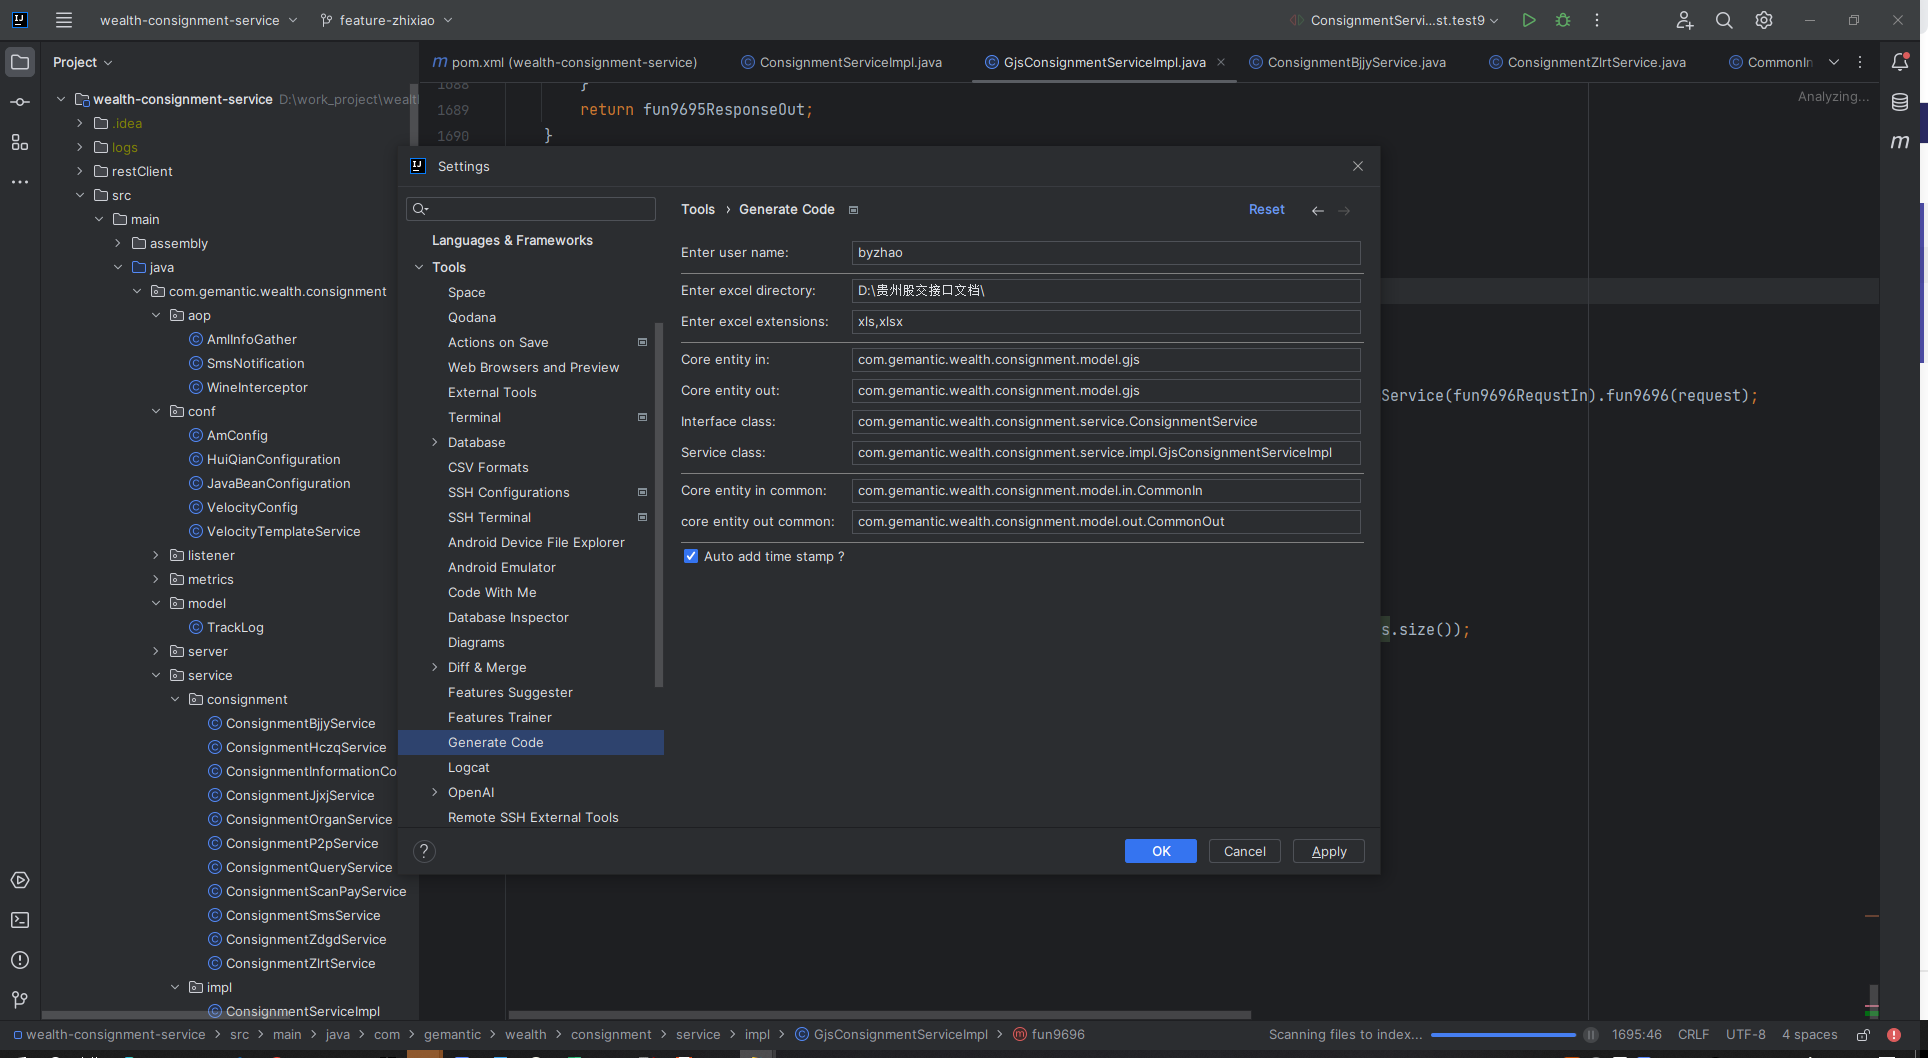 wealth-consignment-service
feature-zhixiao
ConsignmentServi...st.test9
Project
pom.xml (wealth-consignment-service)
ConsignmentServiceImpl.java
GjsConsignmentServiceImpl.java
ConsignmentBjjyService.java
ConsignmentZlrtService.java
CommonIn
wealth-consignment-service D:\work_project\wealt
.idea
logs
restClient
src
main
assembly
java
com.gemantic.wealth.consignment
aop
AmlInfoGather
SmsNotification
WineInterceptor
conf
AmConfig
HuiQianConfiguration
JavaBeanConfiguration
VelocityConfig
VelocityTemplateService
listener
metrics
model
TrackLog
server
service
consignment
ConsignmentBjjyService
ConsignmentHczqService
ConsignmentInformationCo
ConsignmentJjxjService
ConsignmentOrganService
ConsignmentP2pService
ConsignmentQueryService
ConsignmentScanPayService
ConsignmentSmsService
ConsignmentZdgdService
ConsignmentZlrtService
impl
ConsignmentServiceImpl
1688 }
1689 return fun9695ResponseOut;
1690 }
Analyzing...
Service(fun9696RequstIn).fun9696(request);
s.size());
Settings
Languages & Frameworks
Tools
Space
Qodana
Actions on Save
Web Browsers and Preview
External Tools
Terminal
Database
CSV Formats
SSH Configurations
SSH Terminal
Android Device File Explorer
Android Emulator
Code With Me
Database Inspector
Diagrams
Diff & Merge
Features Suggester
Features Trainer
Generate Code
Logcat
OpenAI
Remote SSH External Tools
Tools › Generate Code
Reset
Enter user name: byzhao
Enter excel directory: D:\贵州股交接口文档\
Enter excel extensions: xls,xlsx
Core entity in: com.gemantic.wealth.consignment.model.gjs
Core entity out: com.gemantic.wealth.consignment.model.gjs
Interface class: com.gemantic.wealth.consignment.service.ConsignmentService
Service class: com.gemantic.wealth.consignment.service.impl.GjsConsignmentServiceImpl
Core entity in common: com.gemantic.wealth.consignment.model.in.CommonIn
core entity out common: com.gemantic.wealth.consignment.model.out.CommonOut
Auto add time stamp ?
?
OK
Cancel
Apply
wealth-consignment-service > src > main > java > com > gemantic > wealth > consignment > service > impl > GjsConsignmentServiceImpl > fun9696
Scanning files to index...
1695:46
CRLF
UTF-8
4 spaces